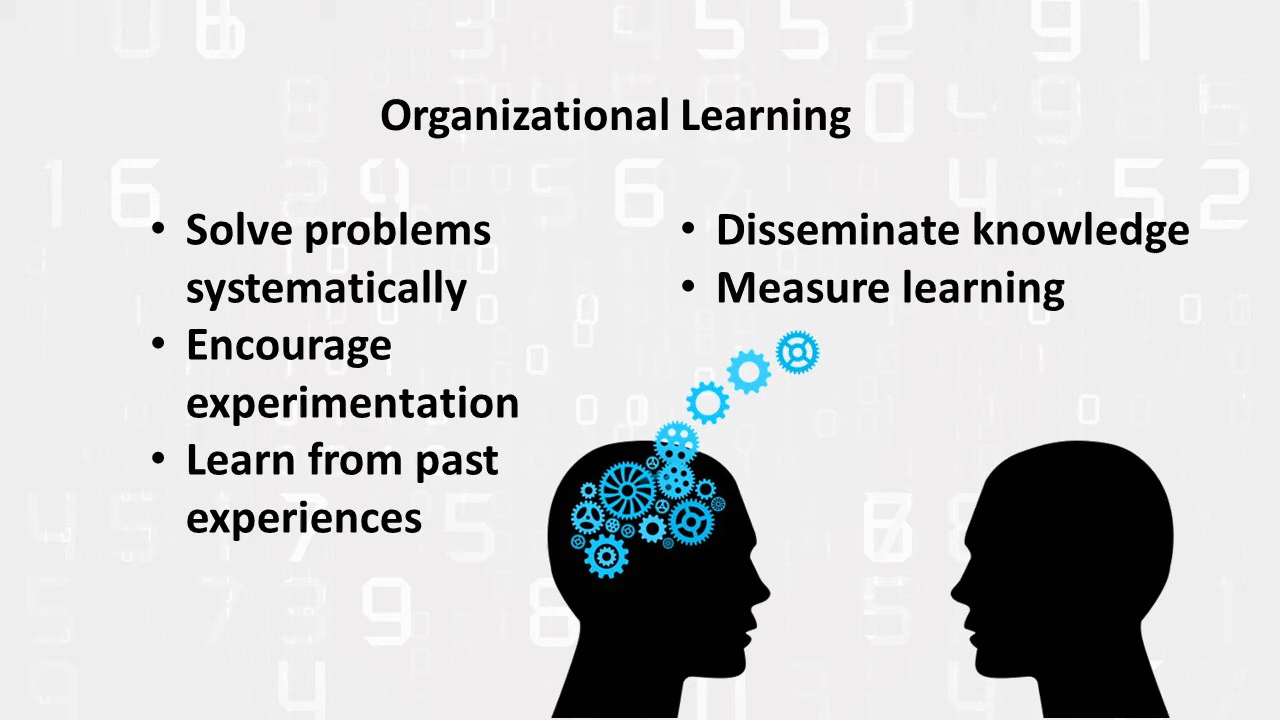 Organizational Learning
• Solve problems
systematically
• Encourage
experimentation
• Learn from past
experiences
• Disseminate knowledge
• Measure learning